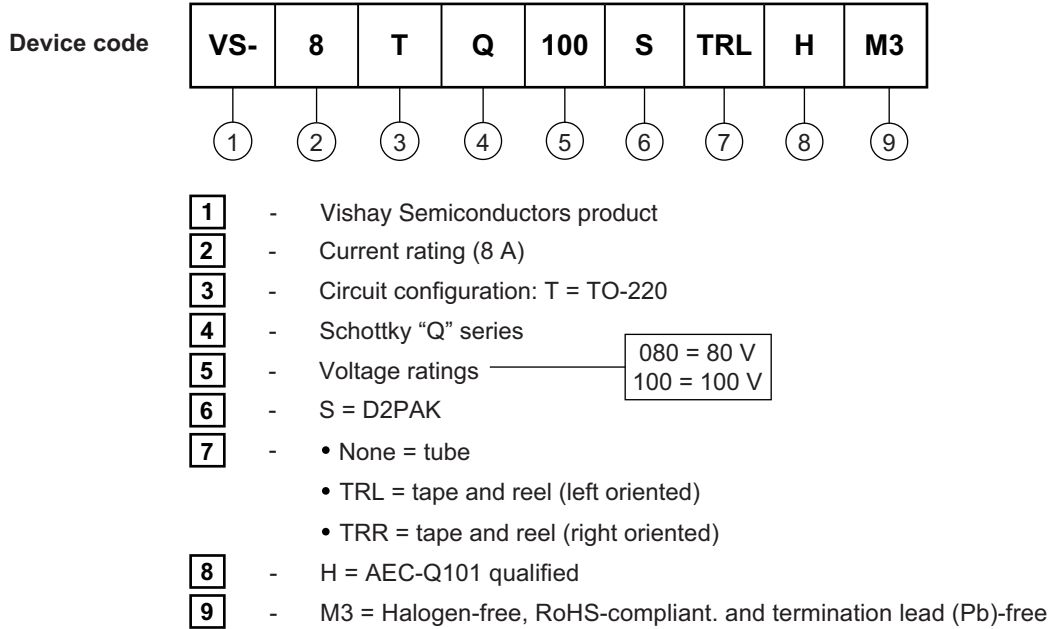 Device code VS- 8 T Q 100 S TRL H M3
1 2 3 4 5 6 7 8 9
1 - Vishay Semiconductors product
2 - Current rating (8 A)
3 - Circuit configuration: T = TO-220
4 - Schottky “Q” series
5 - Voltage ratings
080 = 80 V
100 = 100 V
6 - S = D2PAK
7 - • None = tube
• TRL = tape and reel (left oriented)
• TRR = tape and reel (right oriented)
8 - H = AEC-Q101 qualified
9 - M3 = Halogen-free, RoHS-compliant. and termination lead (Pb)-free